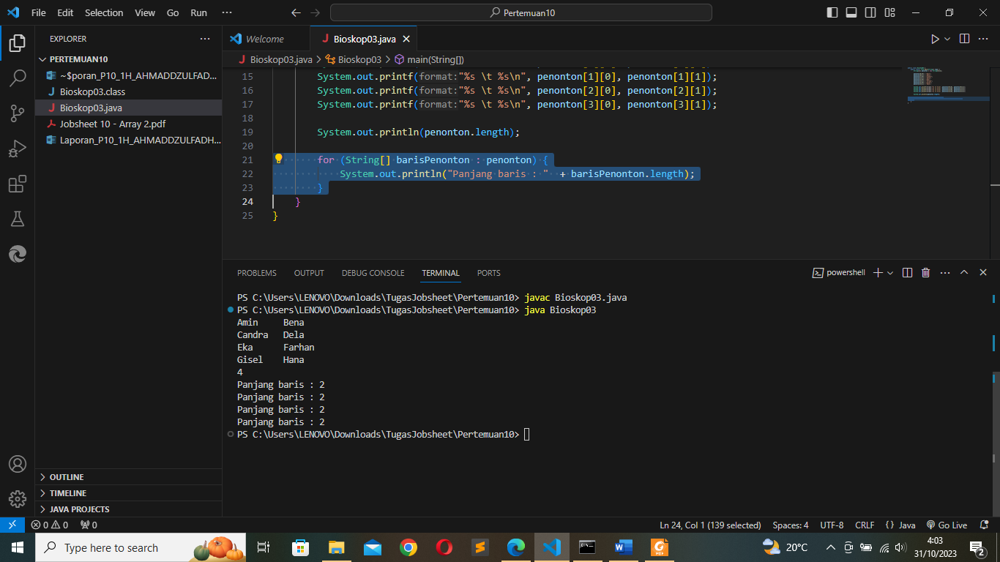 File Edit Selection View Go Run ··· Pertemuan10
EXPLORER ···
PERTEMUAN10
~$poran_P10_1H_AHMADDZULFAD...
Bioskop03.class
Bioskop03.java
Jobsheet 10 - Array 2.pdf
Laporan_P10_1H_AHMADDZULFADH...
OUTLINE
TIMELINE
JAVA PROJECTS
Welcome Bioskop03.java
Bioskop03.java > Bioskop03 > main(String[])
15 System.out.printf(format:"%s \t %s\n", penonton[1][0], penonton[1][1]);
16 System.out.printf(format:"%s \t %s\n", penonton[2][0], penonton[2][1]);
17 System.out.printf(format:"%s \t %s\n", penonton[3][0], penonton[3][1]);
18
19 System.out.println(penonton.length);
20
21 for (String[] barisPenonton : penonton) {
22 System.out.println("Panjang baris : " + barisPenonton.length);
23 }
24 }
25 }
PROBLEMS OUTPUT DEBUG CONSOLE TERMINAL PORTS powershell
PS C:\Users\LENOVO\Downloads\TugasJobsheet\Pertemuan10> javac Bioskop03.java
PS C:\Users\LENOVO\Downloads\TugasJobsheet\Pertemuan10> java Bioskop03
Amin Bena
Candra Dela
Eka Farhan
Gisel Hana
4
Panjang baris : 2
Panjang baris : 2
Panjang baris : 2
Panjang baris : 2
PS C:\Users\LENOVO\Downloads\TugasJobsheet\Pertemuan10>
0 0 0 Ln 24, Col 1 (139 selected) Spaces: 4 UTF-8 CRLF {} Java Go Live
Type here to search 20°C 4:03
31/10/2023 2